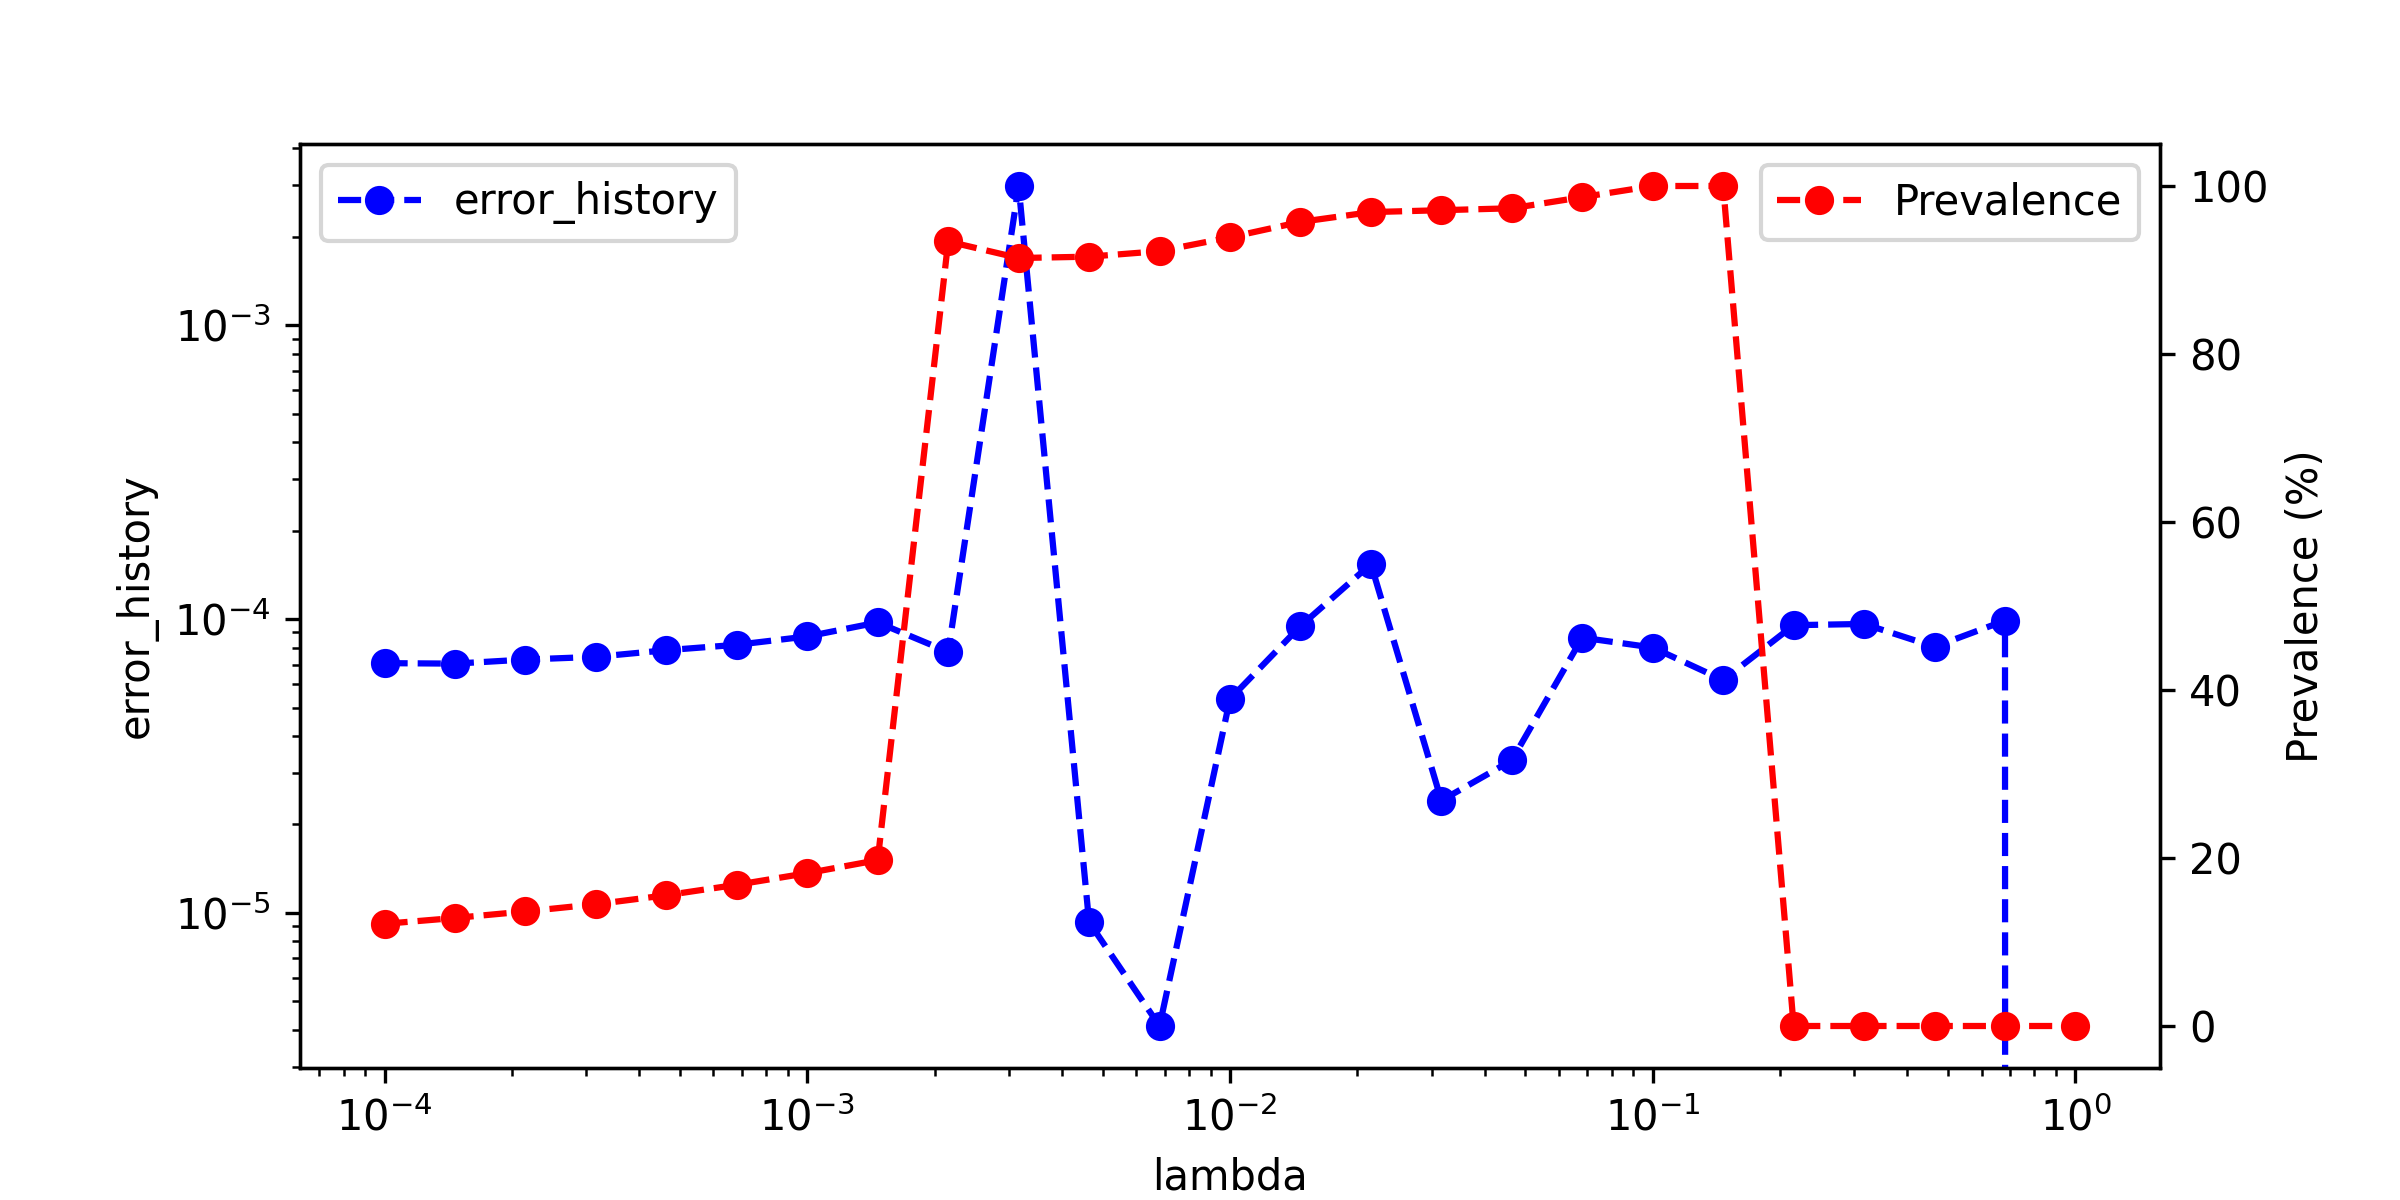 error_history
Prevalence
10⁻³
10⁻⁴
10⁻⁵
error_history
100
80
60
40
20
0
Prevalence (%)
10⁻⁴
10⁻³
10⁻²
10⁻¹
10⁰
lambda